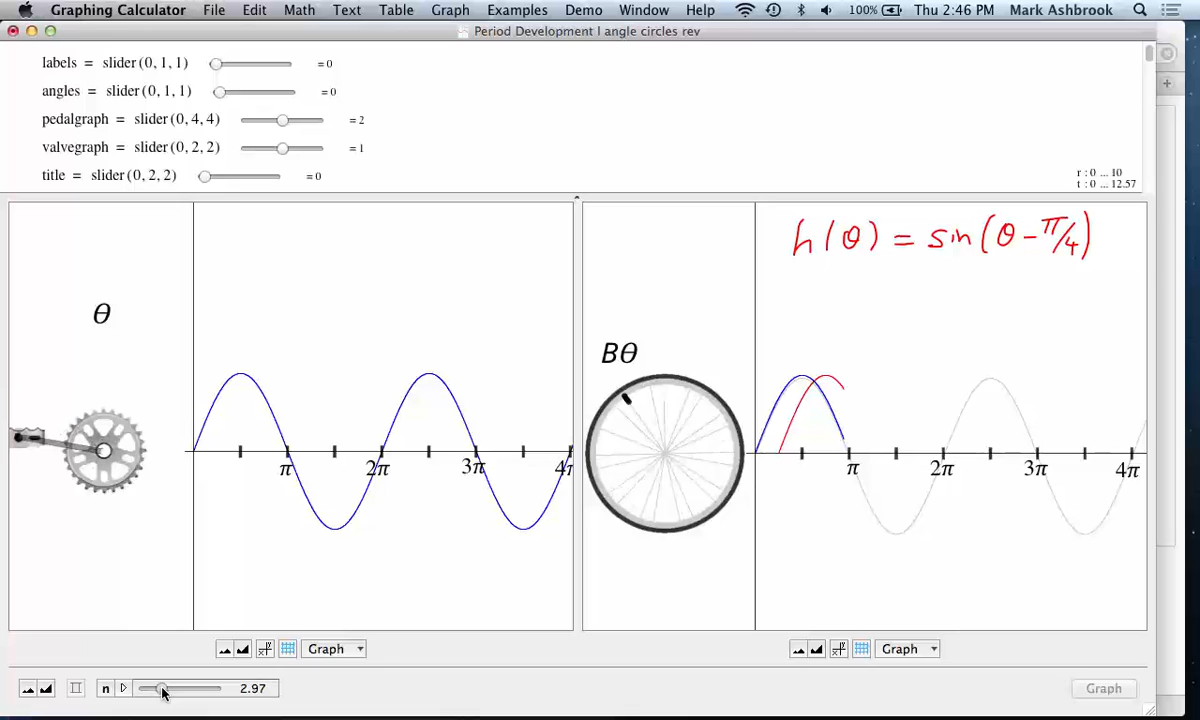 Graphing Calculator File Edit Math Text Table Graph Examples Demo Window Help 100% Thu 2:46 PM Mark Ashbrook
Period Development I angle circles rev
labels = slider (0, 1, 1) = 0
angles = slider (0, 1, 1) = 0
pedalgraph = slider (0, 4, 4) = 2
valvegraph = slider (0, 2, 2) = 1
title = slider (0, 2, 2) = 0
r : 0 ... 10
t : 0 ... 12.57
θ
π 2π 3π 4π
h(θ) = sin(θ - π/4)
Bθ
π 2π 3π 4π
Graph
Graph
n 2.97
Graph